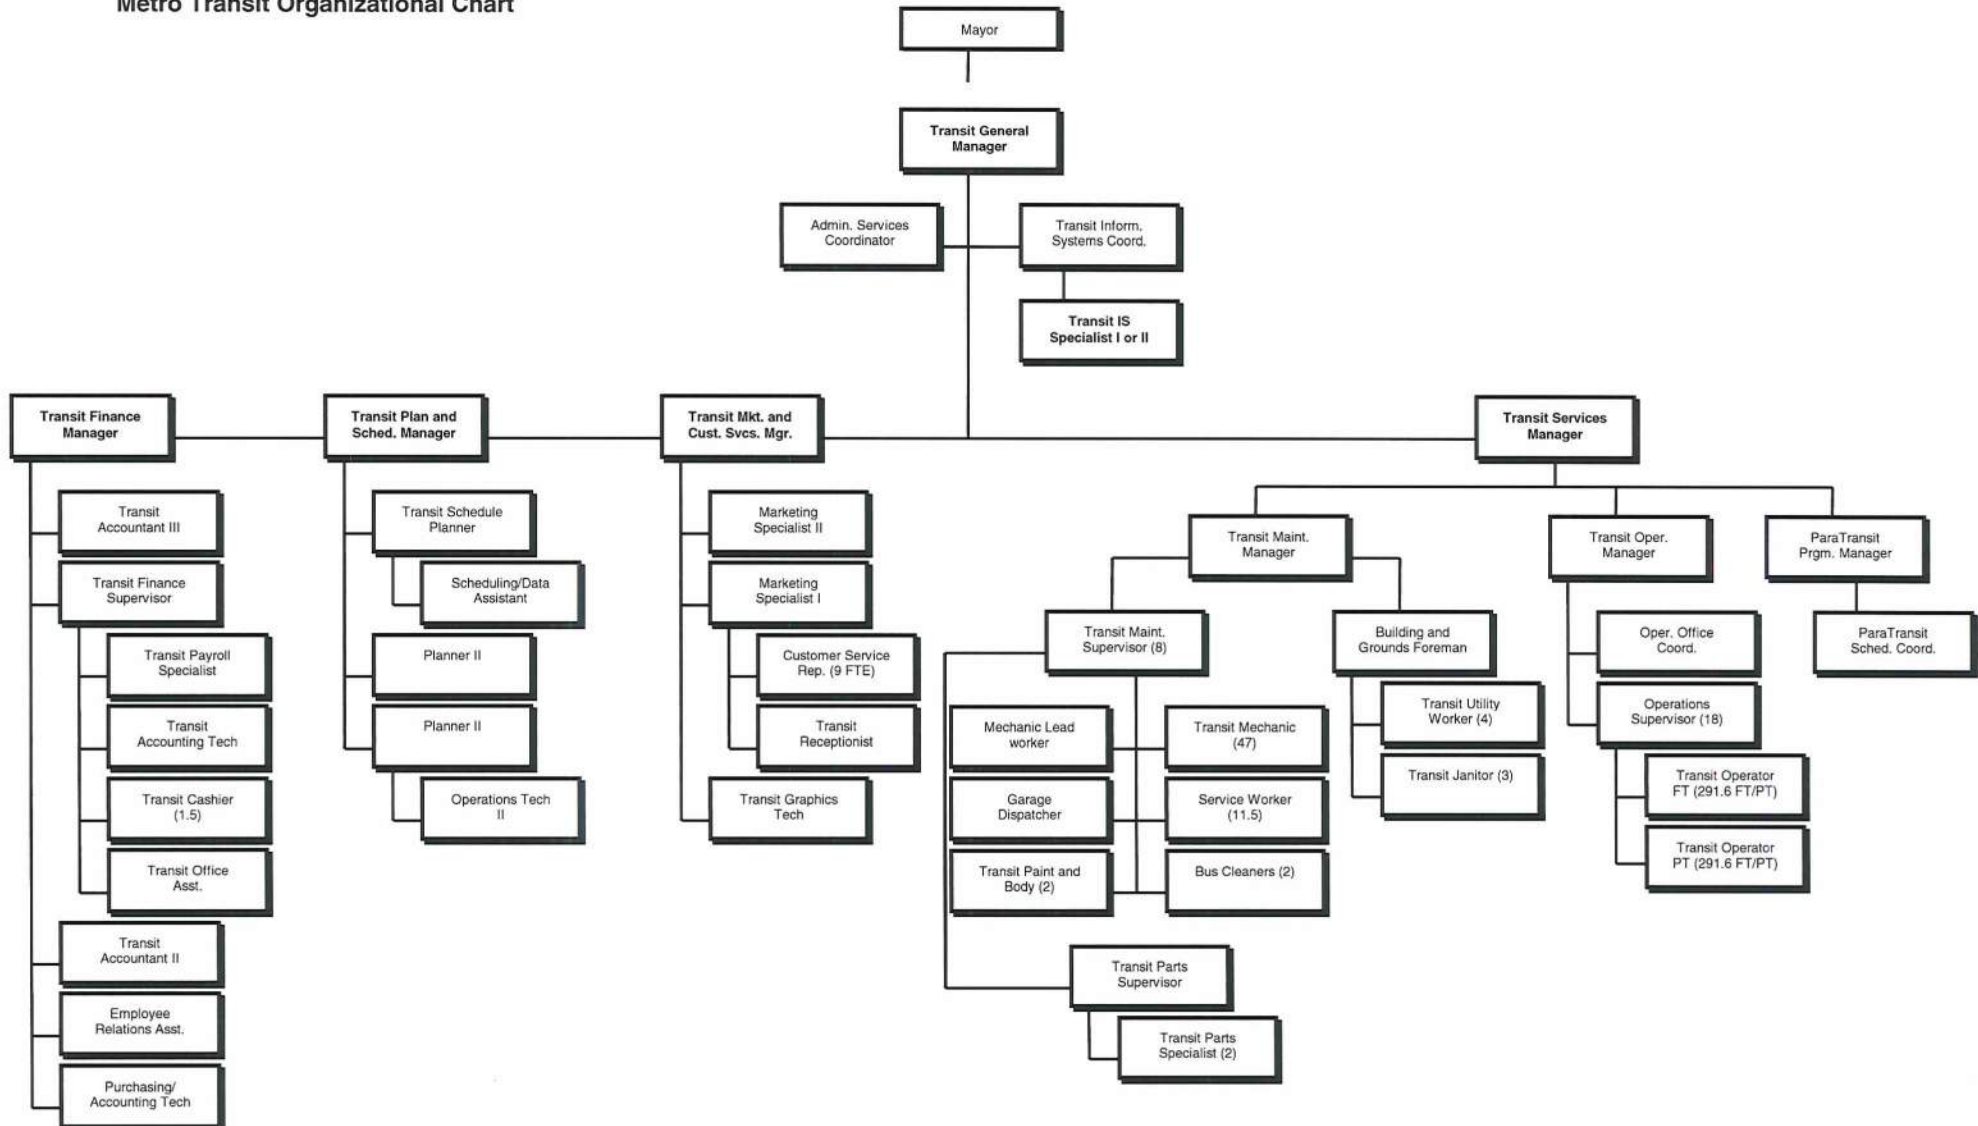 Metro Transit Organizational Chart
Mayor
Transit General
Manager
Admin. Services
Coordinator
Transit Inform.
Systems Coord.
Transit IS
Specialist I or II
Transit Finance
Manager
Transit Plan and
Sched. Manager
Transit Mkt. and
Cust. Svcs. Mgr.
Transit Services
Manager
Transit
Accountant III
Transit Finance
Supervisor
Transit Payroll
Specialist
Transit
Accounting Tech
Transit Cashier
(1.5)
Transit Office
Asst.
Transit
Accountant II
Employee
Relations Asst.
Purchasing/
Accounting Tech
Transit Schedule
Planner
Scheduling/Data
Assistant
Planner II
Planner II
Operations Tech
II
Marketing
Specialist II
Marketing
Specialist I
Customer Service
Rep. (9 FTE)
Transit
Receptionist
Transit Graphics
Tech
Transit Maint.
Manager
Transit Maint.
Supervisor (8)
Mechanic Lead
worker
Transit Mechanic
(47)
Garage
Dispatcher
Service Worker
(11.5)
Transit Paint and
Body (2)
Bus Cleaners (2)
Transit Parts
Supervisor
Transit Parts
Specialist (2)
Building and
Grounds Foreman
Transit Utility
Worker (4)
Transit Janitor (3)
Transit Oper.
Manager
Oper. Office
Coord.
Operations
Supervisor (18)
Transit Operator
FT (291.6 FT/PT)
Transit Operator
PT (291.6 FT/PT)
ParaTransit
Prgm. Manager
ParaTransit
Sched. Coord.